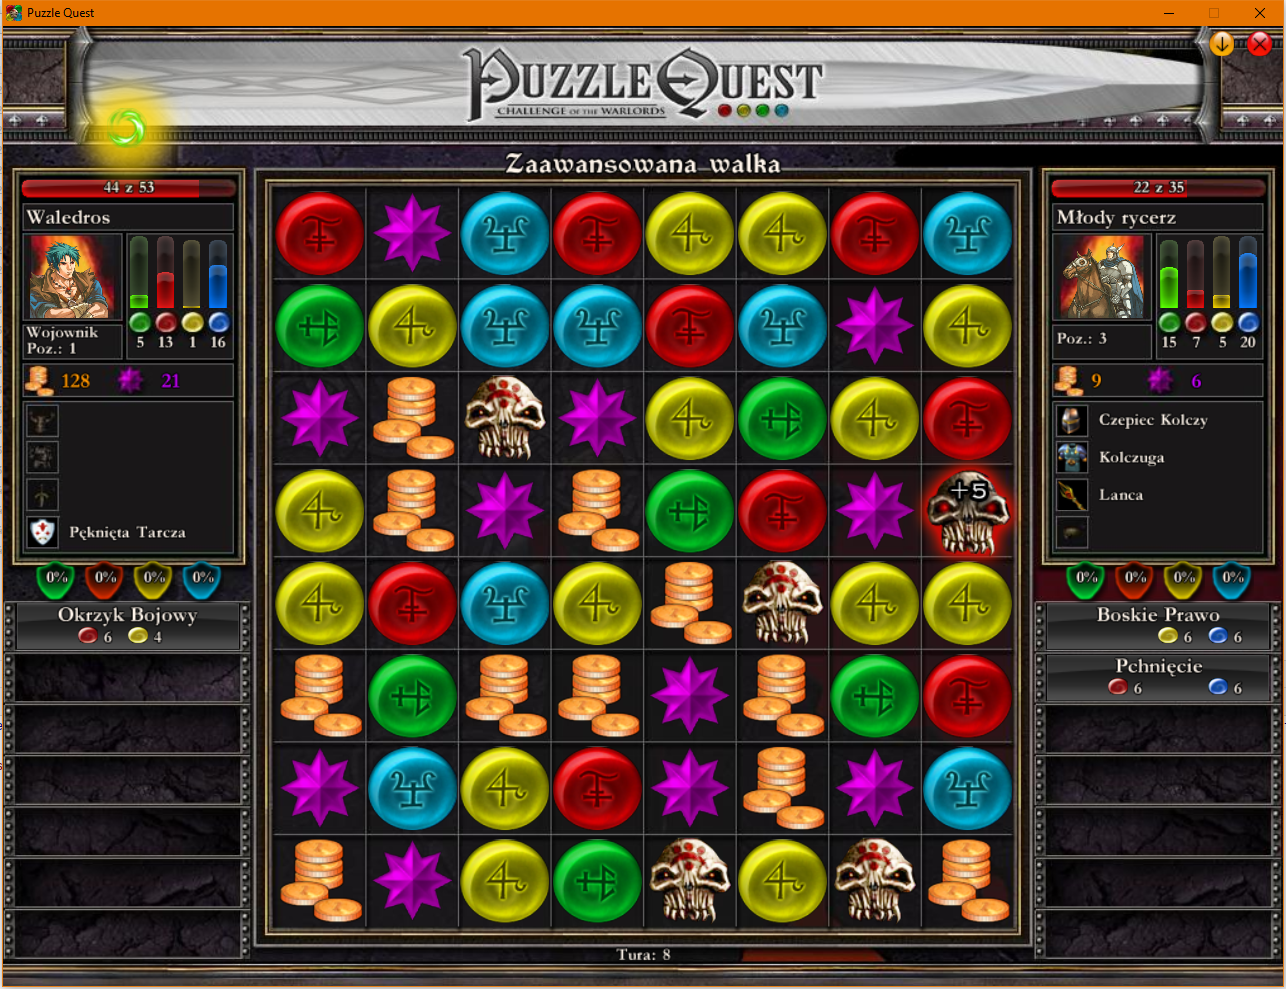 Puzzle Quest
PUZZLE QUEST
CHALLENGE OF THE WARLORDS
Zaawansowana walka
44 z 53
Waledros
Wojownik
Poz.: 1
5 13 1 16
128 21
Pęknięta Tarcza
0% 0% 0% 0%
Okrzyk Bojowy
6 4
22 z 35
Młody rycerz
Poz.: 3
15 7 5 20
9 6
Czepiec Kolczy
Kolczuga
Lanca
0% 0% 0% 0%
Boskie Prawo
6 6
Pchnięcie
6 6
+5
Tura: 8